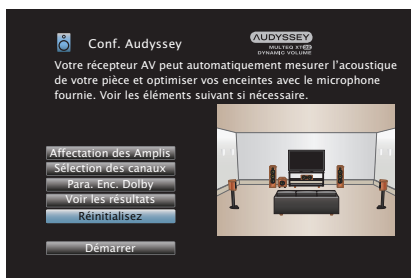 Conf. Audyssey
AUDYSSEY
MULTEQ XT32
DYNAMIC VOLUME
Votre récepteur AV peut automatiquement mesurer l'acoustique
de votre pièce et optimiser vos enceintes avec le microphone
fournie. Voir les éléments suivant si nécessaire.
Affectation des Amplis
Sélection des canaux
Para. Enc. Dolby
Voir les résultats
Réinitialisez
Démarrer